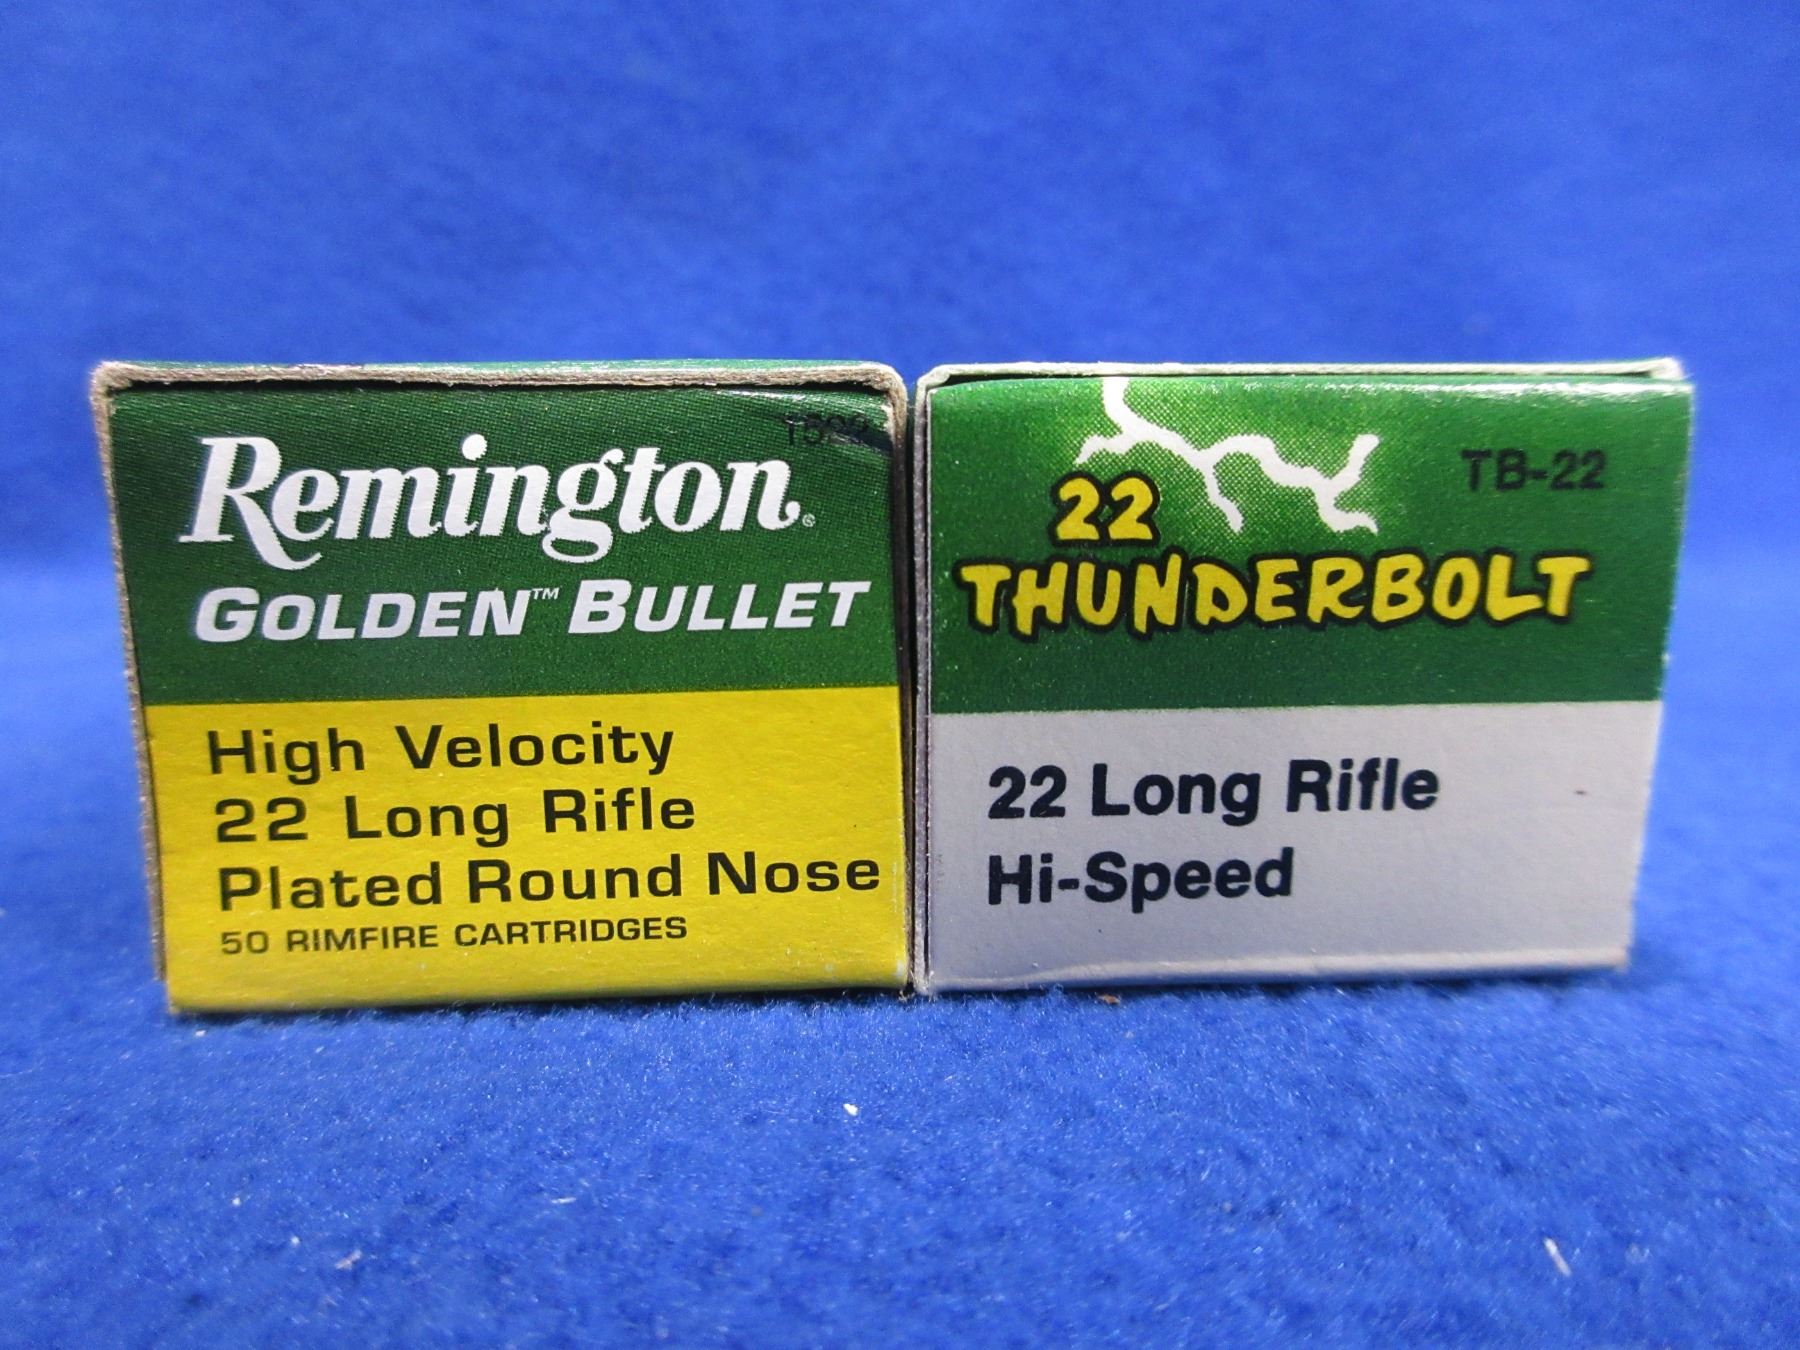 Remington®
GOLDEN™ BULLET
High Velocity
22 Long Rifle
Plated Round Nose
50 RIMFIRE CARTRIDGES
TB-22
22
THUNDERBOLT
22 Long Rifle
Hi-Speed